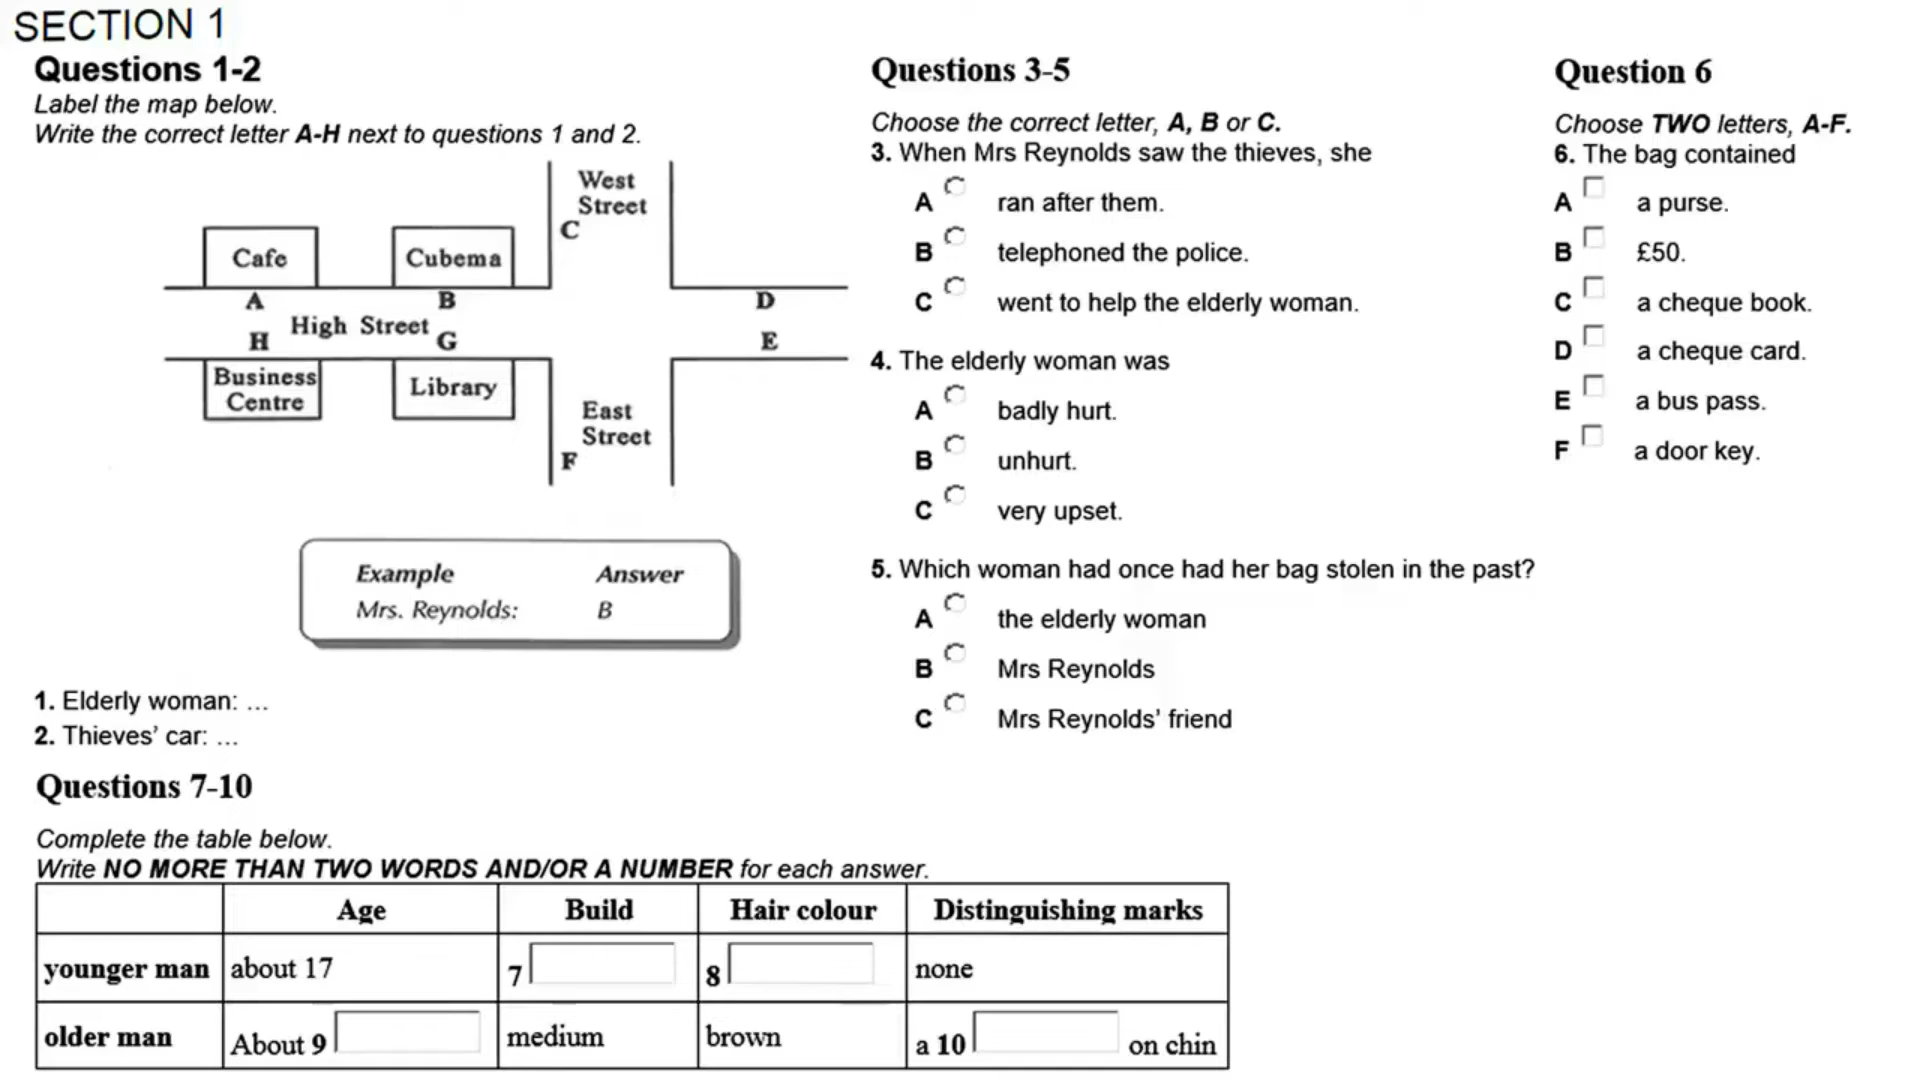 SECTION 1
Questions 1-2
Label the map below.
Write the correct letter A-H next to questions 1 and 2.
West
Street
C
Cafe
Cubema
A
B
D
High Street
H
G
E
Business
Centre
Library
East
Street
F
Example Answer
Mrs. Reynolds: B
1. Elderly woman: ...
2. Thieves' car: ...
Questions 3-5
Choose the correct letter, A, B or C.
3. When Mrs Reynolds saw the thieves, she
A ran after them.
B telephoned the police.
C went to help the elderly woman.
4. The elderly woman was
A badly hurt.
B unhurt.
C very upset.
5. Which woman had once had her bag stolen in the past?
A the elderly woman
B Mrs Reynolds
C Mrs Reynolds' friend
Question 6
Choose TWO letters, A-F.
6. The bag contained
A a purse.
B £50.
C a cheque book.
D a cheque card.
E a bus pass.
F a door key.
Questions 7-10
Complete the table below.
Write NO MORE THAN TWO WORDS AND/OR A NUMBER for each answer.
Age Build Hair colour Distinguishing marks
younger man about 17 7 8 none
older man About 9 medium brown a 10 on chin